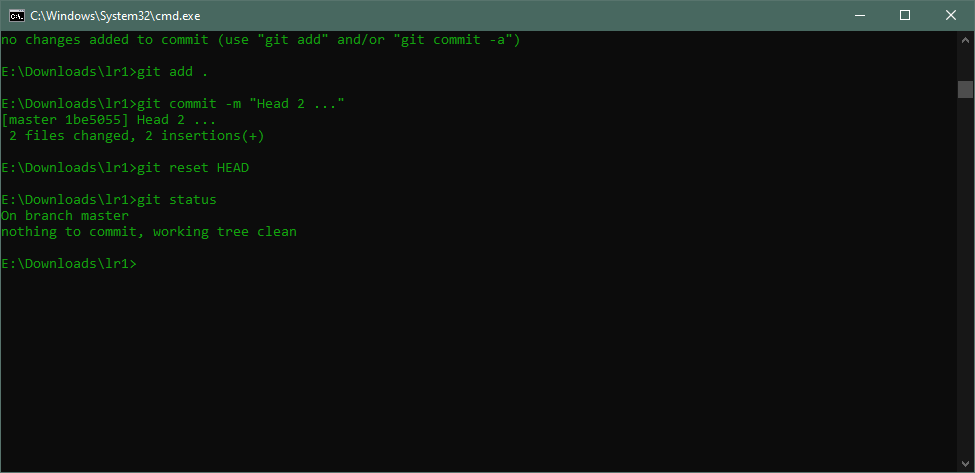 C:\Windows\System32\cmd.exe
no changes added to commit (use "git add" and/or "git commit -a")
E:\Downloads\lr1>git add .
E:\Downloads\lr1>git commit -m "Head 2 ..."
[master 1be5055] Head 2 ...
 2 files changed, 2 insertions(+)
E:\Downloads\lr1>git reset HEAD
E:\Downloads\lr1>git status
On branch master
nothing to commit, working tree clean
E:\Downloads\lr1>